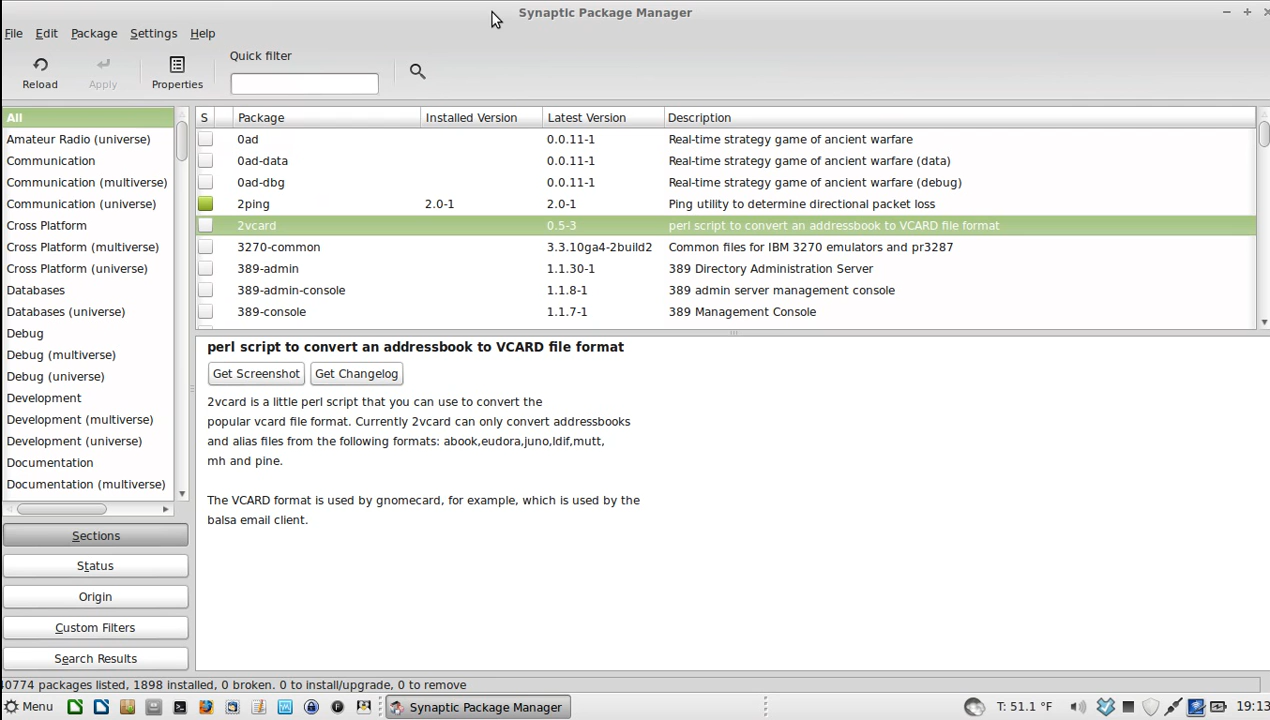 Synaptic Package Manager
File Edit Package Settings Help
Quick filter
Reload Apply Properties
All
Amateur Radio (universe)
Communication
Communication (multiverse)
Communication (universe)
Cross Platform
Cross Platform (multiverse)
Cross Platform (universe)
Databases
Databases (universe)
Debug
Debug (multiverse)
Debug (universe)
Development
Development (multiverse)
Development (universe)
Documentation
Documentation (multiverse)
Sections
Status
Origin
Custom Filters
Search Results
S Package Installed Version Latest Version Description
0ad 0.0.11-1 Real-time strategy game of ancient warfare
0ad-data 0.0.11-1 Real-time strategy game of ancient warfare (data)
0ad-dbg 0.0.11-1 Real-time strategy game of ancient warfare (debug)
2ping 2.0-1 2.0-1 Ping utility to determine directional packet loss
2vcard 0.5-3 perl script to convert an addressbook to VCARD file format
3270-common 3.3.10ga4-2build2 Common files for IBM 3270 emulators and pr3287
389-admin 1.1.30-1 389 Directory Administration Server
389-admin-console 1.1.8-1 389 admin server management console
389-console 1.1.7-1 389 Management Console
perl script to convert an addressbook to VCARD file format
Get Screenshot Get Changelog
2vcard is a little perl script that you can use to convert the
popular vcard file format. Currently 2vcard can only convert addressbooks
and alias files from the following formats: abook,eudora,juno,ldif,mutt,
mh and pine.
The VCARD format is used by gnomecard, for example, which is used by the
balsa email client.
40774 packages listed, 1898 installed, 0 broken. 0 to install/upgrade, 0 to remove
Menu Synaptic Package Manager T: 51.1 °F 19:13